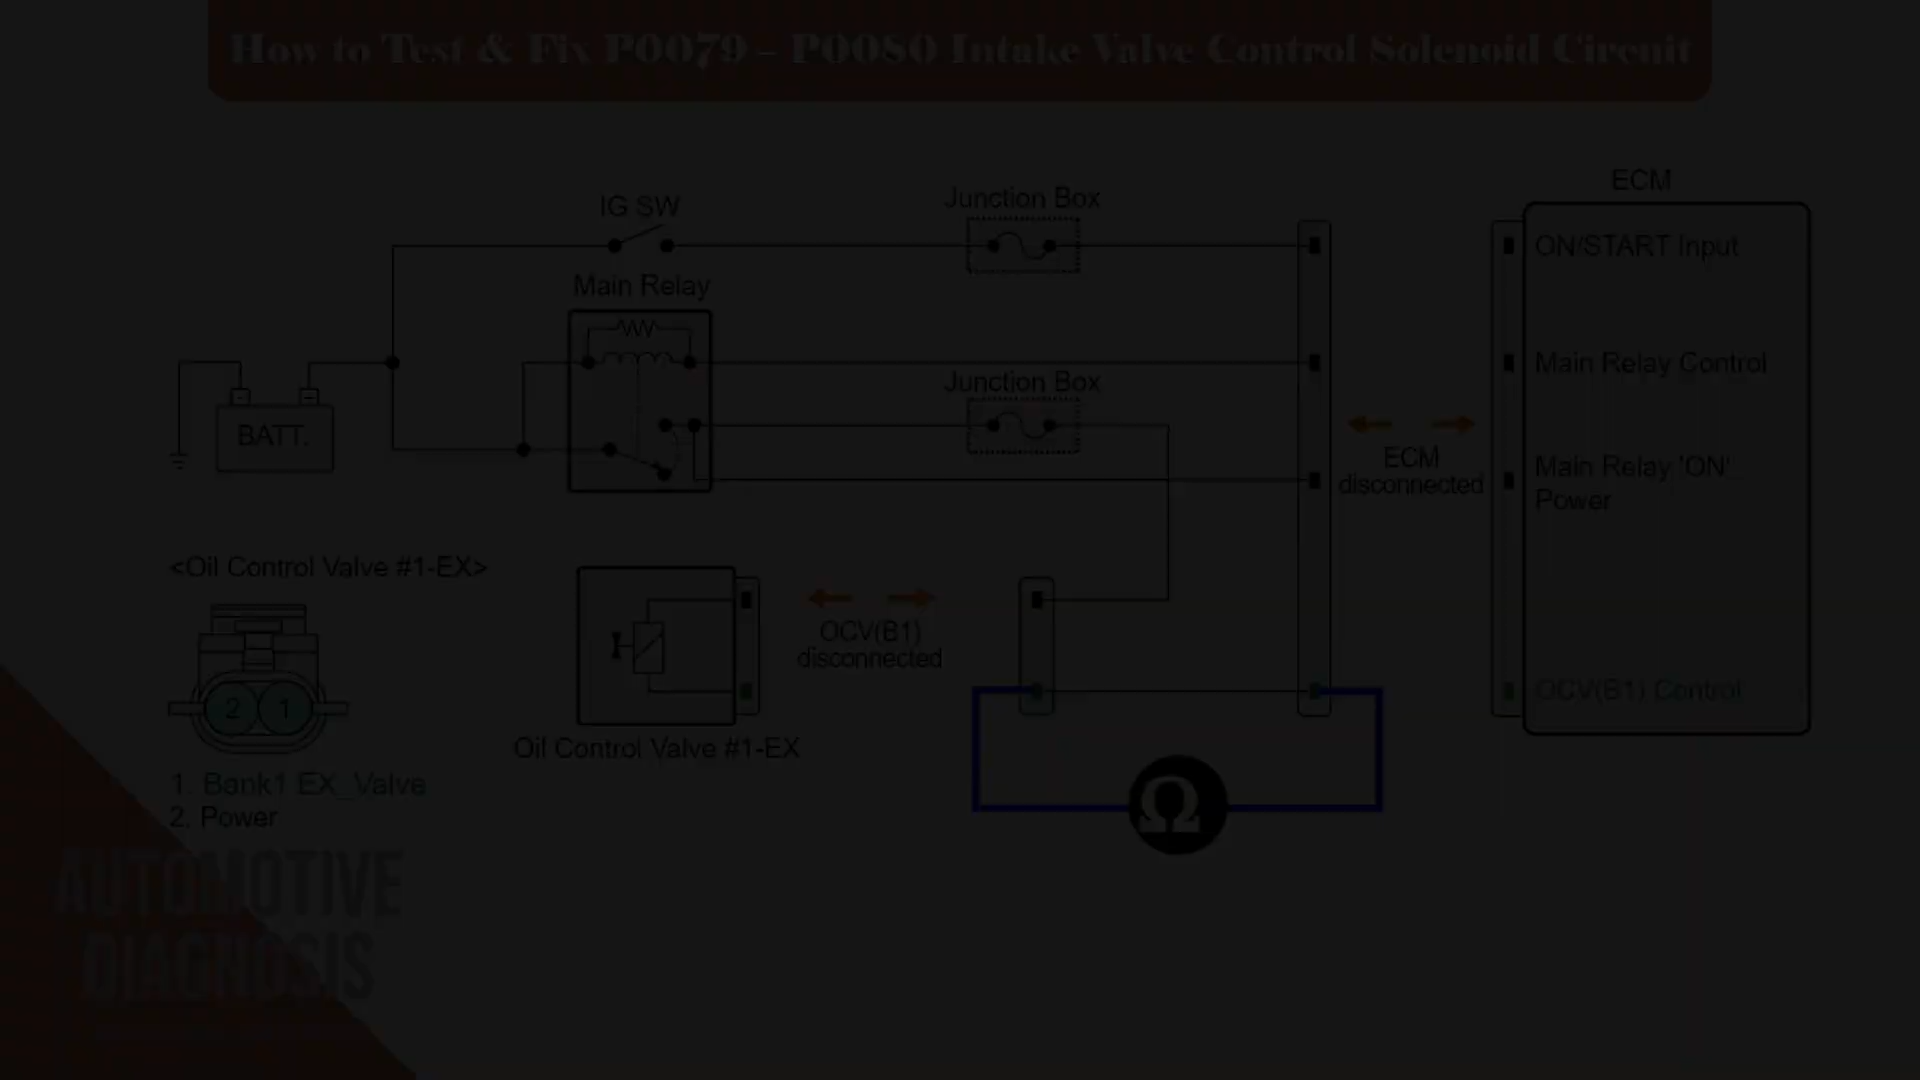 How to Test & Fix P0079 – P0080 Intake Valve Control Solenoid Circuit
ECM
IG SW
Junction Box
ON/START Input
Main Relay
Main Relay Control
Junction Box
BATT.
ECM
disconnected
Main Relay 'ON'_
Power
<Oil Control Valve #1-EX>
OCV(B1)
disconnected
OCV(B1) Control
2 1
Oil Control Valve #1-EX
Ω
1. Bank1 EX_Valve
2. Power
AUTOMOTIVE
DIAGNOSIS